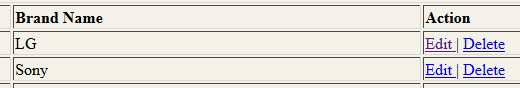 Brand Name Action
LG Edit | Delete
Sony Edit | Delete